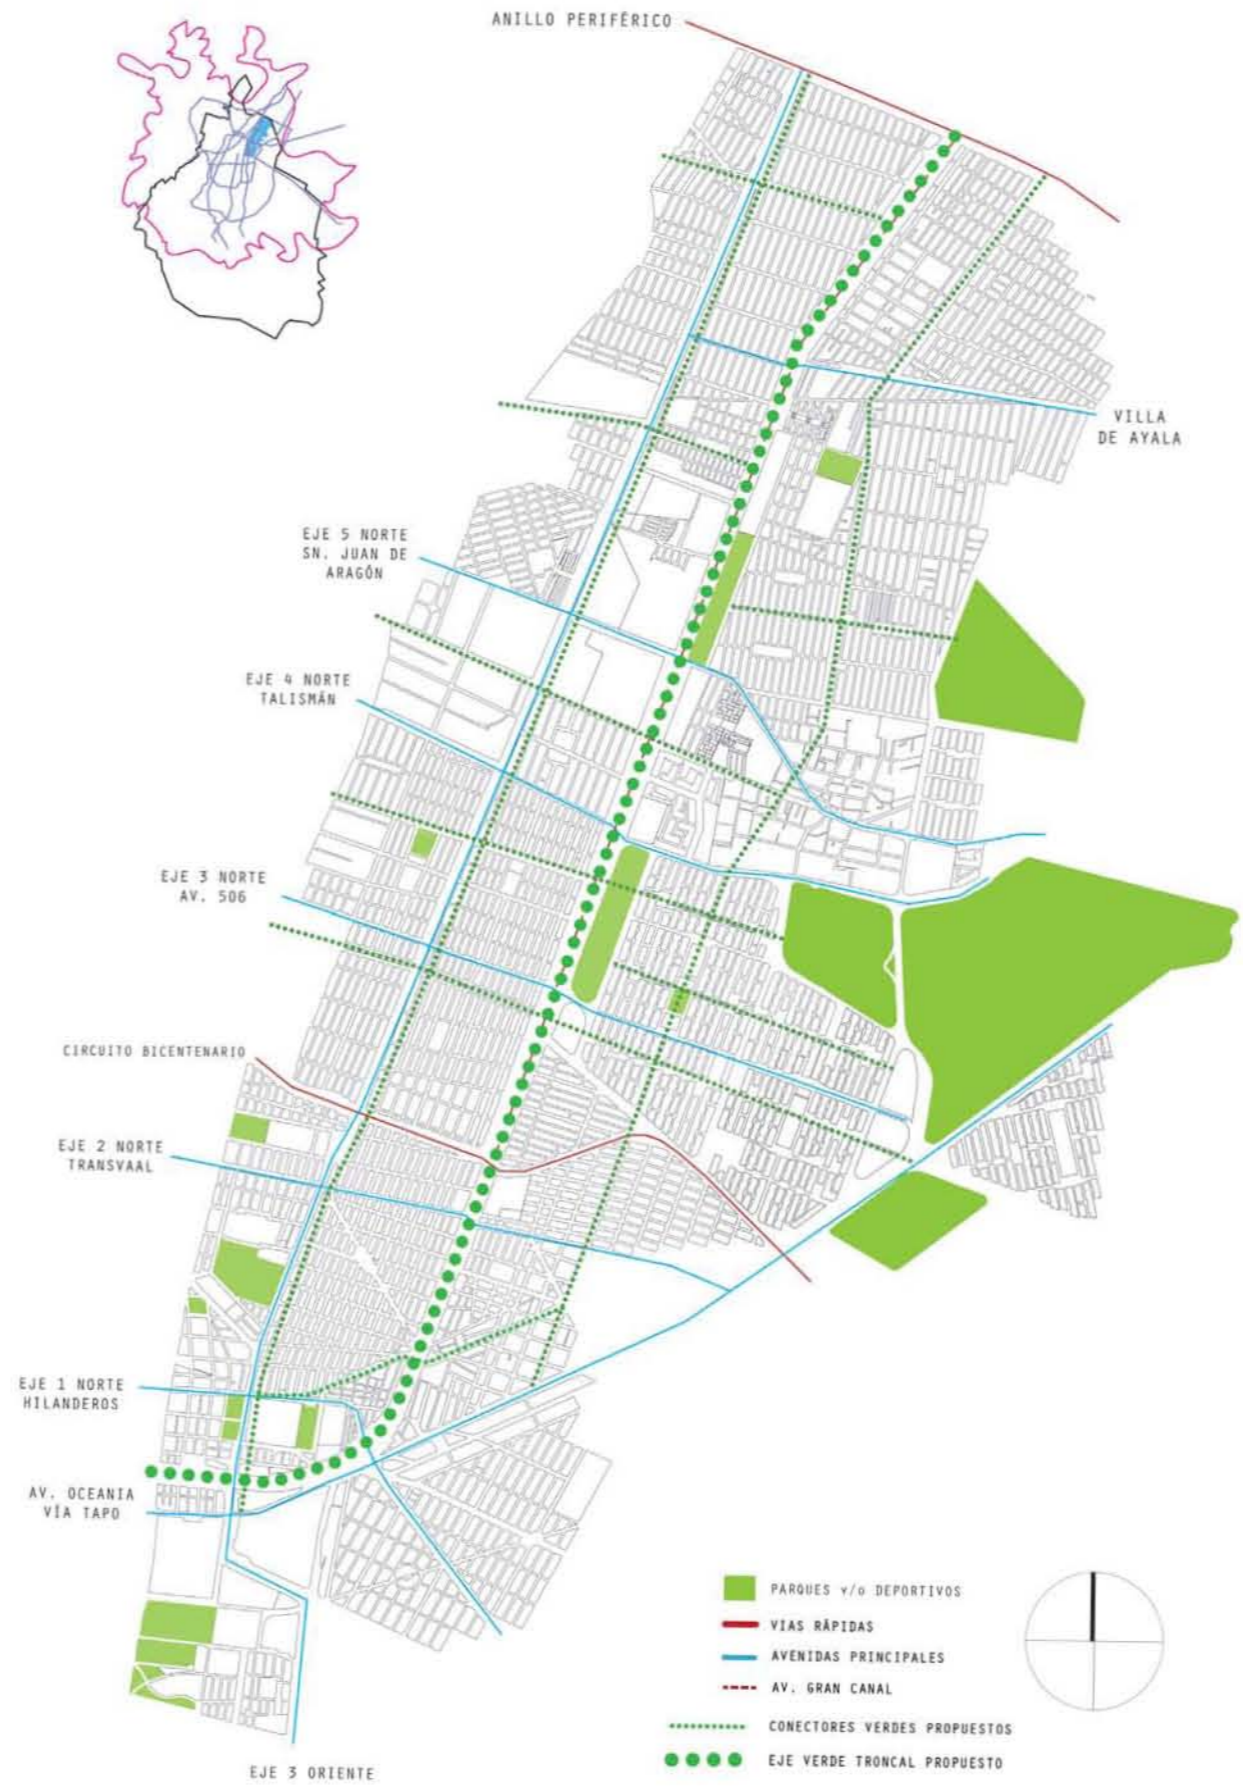 ANILLO PERIFÉRICO
VILLA
DE AYALA
EJE 5 NORTE
SN. JUAN DE
ARAGÓN
EJE 4 NORTE
TALISMÁN
EJE 3 NORTE
AV. 506
CIRCUITO BICENTENARIO
EJE 2 NORTE
TRANSVAAL
EJE 1 NORTE
HILANDEROS
AV. OCEANIA
VÍA TAPO
EJE 3 ORIENTE
PARQUES Y/O DEPORTIVOS
VIAS RÁPIDAS
AVENIDAS PRINCIPALES
AV. GRAN CANAL
CONECTORES VERDES PROPUESTOS
EJE VERDE TRONCAL PROPUESTO